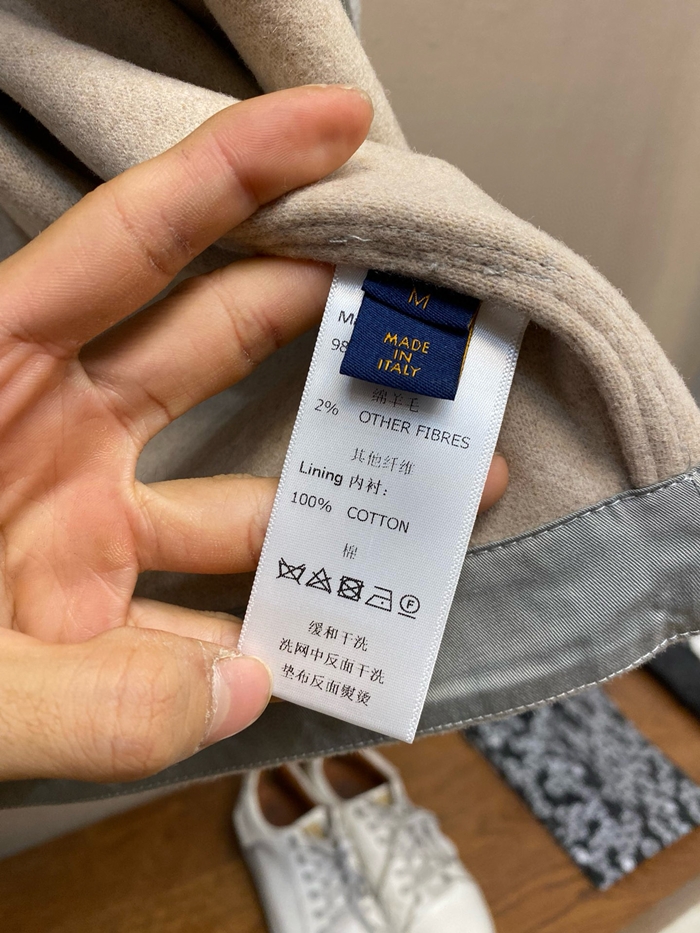 M
MADE
IN
ITALY
绵羊毛
2% OTHER FIBRES
其他纤维
Lining 内衬:
100% COTTON
棉
F
缓和干洗
洗网中反面干洗
垫布反面熨烫